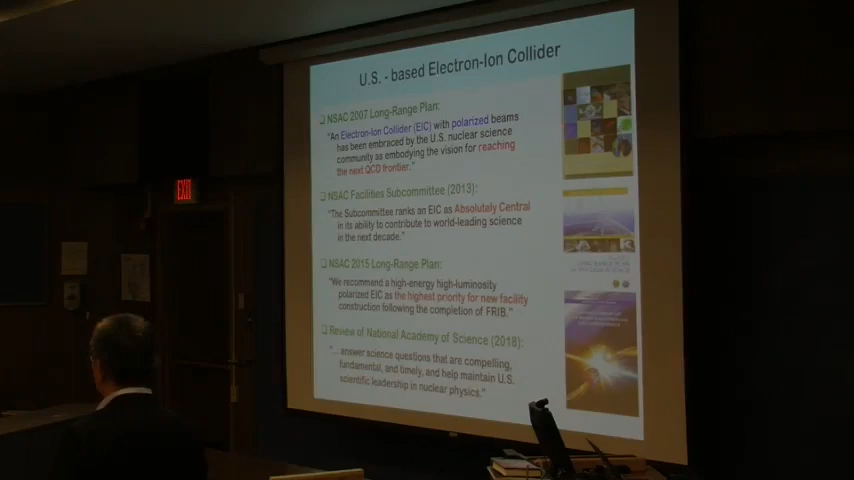 U.S. - based Electron-Ion Collider
NSAC 2007 Long-Range Plan:
"An Electron-Ion Collider (EIC) with polarized beams
has been embraced by the U.S. nuclear science
community as embodying the vision for reaching
the next QCD frontier."
NSAC Facilities Subcommittee (2013):
"The Subcommittee ranks an EIC as Absolutely Central
in its ability to contribute to world-leading science
in the next decade."
NSAC 2015 Long-Range Plan:
"We recommend a high-energy high-luminosity
polarized EIC as the highest priority for new facility
construction following the completion of FRIB."
Review of National Academy of Science (2018):
"... answer science questions that are compelling,
fundamental, and timely, and help maintain U.S.
scientific leadership in nuclear physics."
EXIT